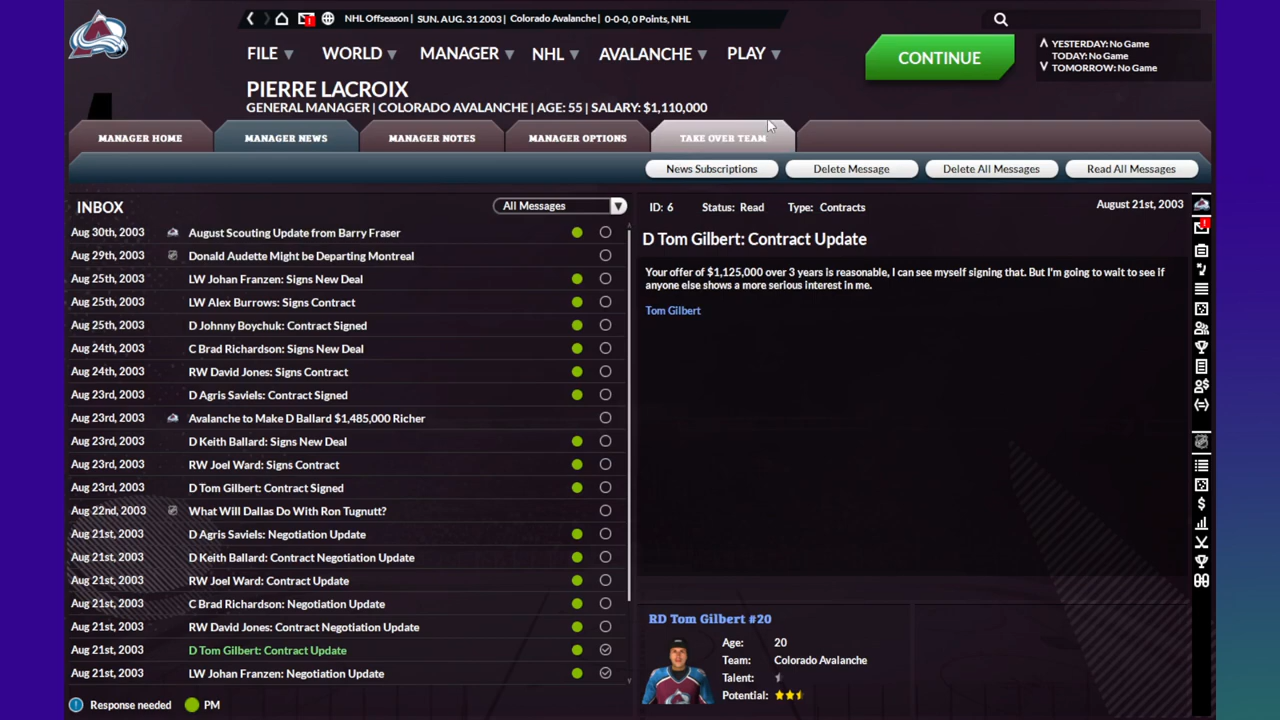 NHL Offseason | SUN. AUG. 31 2003 | Colorado Avalanche | 0-0-0, 0 Points, NHL
FILE WORLD MANAGER NHL AVALANCHE PLAY
CONTINUE
YESTERDAY: No Game
TODAY: No Game
TOMORROW: No Game
PIERRE LACROIX
GENERAL MANAGER | COLORADO AVALANCHE | AGE: 55 | SALARY: $1,110,000
MANAGER HOME MANAGER NEWS MANAGER NOTES MANAGER OPTIONS TAKE OVER TEAM
News Subscriptions Delete Message Delete All Messages Read All Messages
INBOX All Messages
Aug 30th, 2003 August Scouting Update from Barry Fraser
Aug 29th, 2003 Donald Audette Might be Departing Montreal
Aug 25th, 2003 LW Johan Franzen: Signs New Deal
Aug 25th, 2003 LW Alex Burrows: Signs Contract
Aug 25th, 2003 D Johnny Boychuk: Contract Signed
Aug 24th, 2003 C Brad Richardson: Signs New Deal
Aug 24th, 2003 RW David Jones: Signs Contract
Aug 23rd, 2003 D Agris Saviels: Contract Signed
Aug 23rd, 2003 Avalanche to Make D Ballard $1,485,000 Richer
Aug 23rd, 2003 D Keith Ballard: Signs New Deal
Aug 23rd, 2003 RW Joel Ward: Signs Contract
Aug 23rd, 2003 D Tom Gilbert: Contract Signed
Aug 22nd, 2003 What Will Dallas Do With Ron Tugnutt?
Aug 21st, 2003 D Agris Saviels: Negotiation Update
Aug 21st, 2003 D Keith Ballard: Contract Negotiation Update
Aug 21st, 2003 RW Joel Ward: Contract Update
Aug 21st, 2003 C Brad Richardson: Negotiation Update
Aug 21st, 2003 RW David Jones: Contract Negotiation Update
Aug 21st, 2003 D Tom Gilbert: Contract Update
Aug 21st, 2003 LW Johan Franzen: Negotiation Update
Response needed PM
ID: 6 Status: Read Type: Contracts August 21st, 2003
D Tom Gilbert: Contract Update
Your offer of $1,125,000 over 3 years is reasonable, I can see myself signing that. But I'm going to wait to see if
anyone else shows a more serious interest in me.
Tom Gilbert
RD Tom Gilbert #20
Age: 20
Team: Colorado Avalanche
Talent:
Potential: